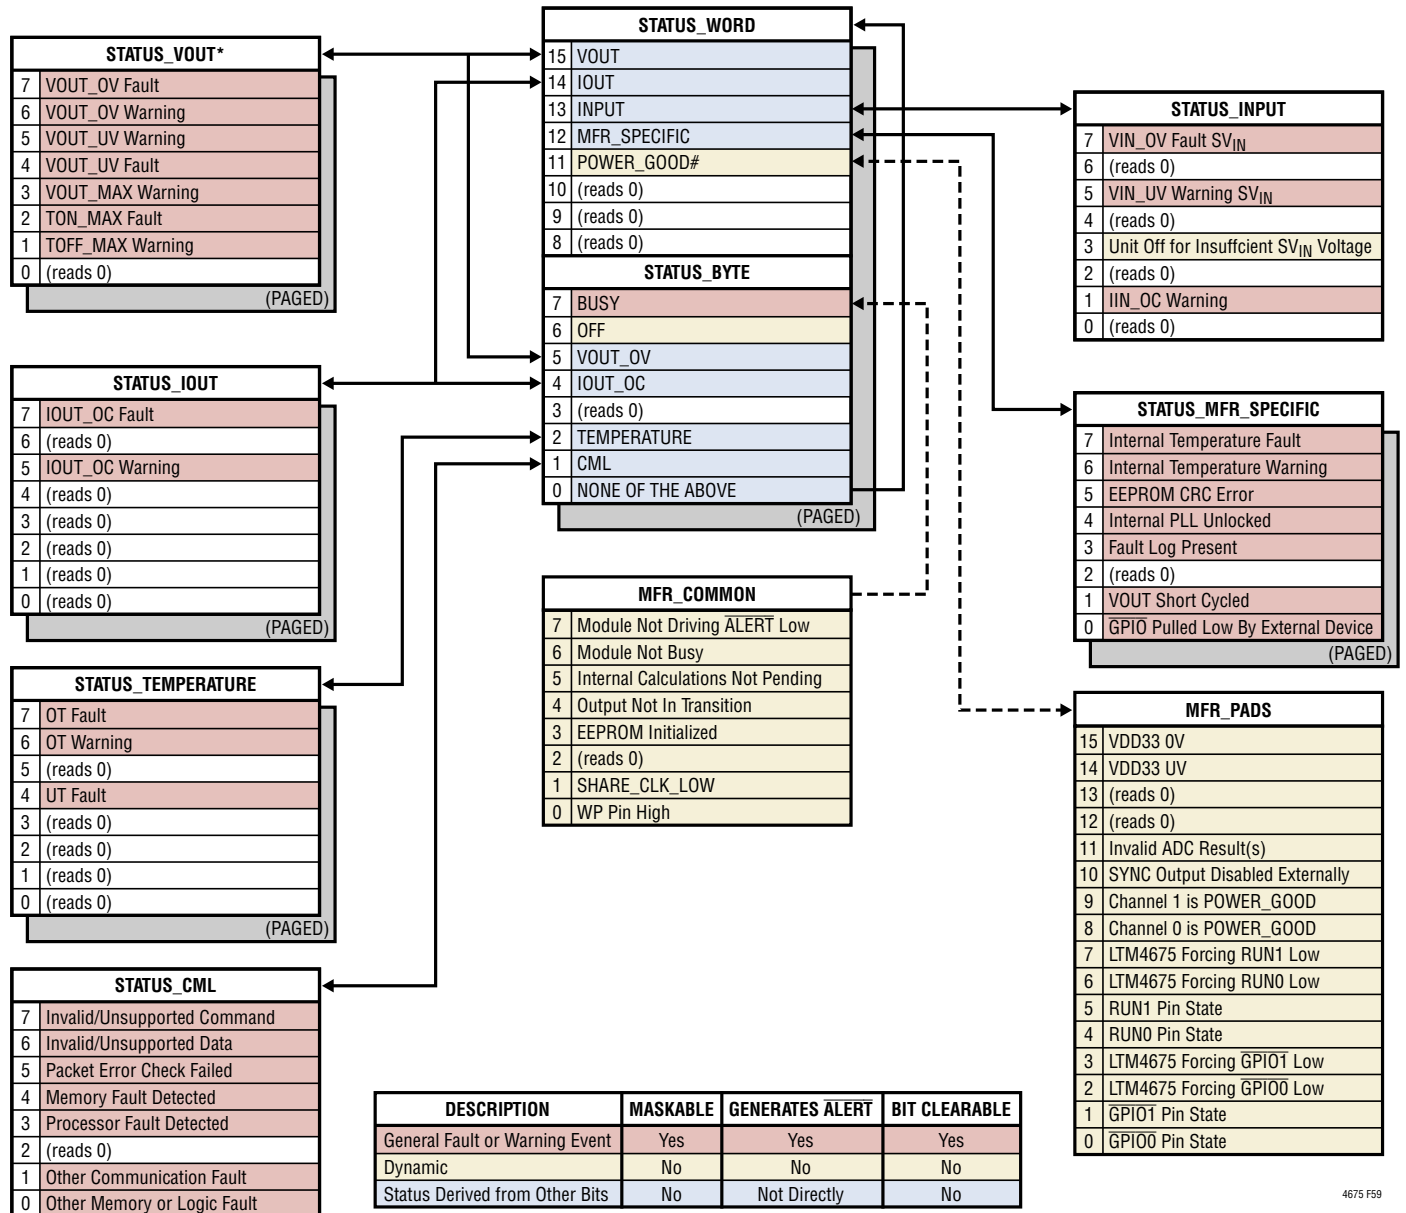 STATUS_VOUT*
7 VOUT_OV Fault
6 VOUT_OV Warning
5 VOUT_UV Warning
4 VOUT_UV Fault
3 VOUT_MAX Warning
2 TON_MAX Fault
1 TOFF_MAX Warning
0 (reads 0)
(PAGED)
STATUS_IOUT
7 IOUT_OC Fault
6 (reads 0)
5 IOUT_OC Warning
4 (reads 0)
3 (reads 0)
2 (reads 0)
1 (reads 0)
0 (reads 0)
(PAGED)
STATUS_TEMPERATURE
7 OT Fault
6 OT Warning
5 (reads 0)
4 UT Fault
3 (reads 0)
2 (reads 0)
1 (reads 0)
0 (reads 0)
(PAGED)
STATUS_CML
7 Invalid/Unsupported Command
6 Invalid/Unsupported Data
5 Packet Error Check Failed
4 Memory Fault Detected
3 Processor Fault Detected
2 (reads 0)
1 Other Communication Fault
0 Other Memory or Logic Fault
STATUS_WORD
15 VOUT
14 IOUT
13 INPUT
12 MFR_SPECIFIC
11 POWER_GOOD#
10 (reads 0)
9 (reads 0)
8 (reads 0)
STATUS_BYTE
7 BUSY
6 OFF
5 VOUT_OV
4 IOUT_OC
3 (reads 0)
2 TEMPERATURE
1 CML
0 NONE OF THE ABOVE
(PAGED)
MFR_COMMON
7 Module Not Driving ALERT Low
6 Module Not Busy
5 Internal Calculations Not Pending
4 Output Not In Transition
3 EEPROM Initialized
2 (reads 0)
1 SHARE_CLK_LOW
0 WP Pin High
STATUS_INPUT
7 VIN_OV Fault SVIN
6 (reads 0)
5 VIN_UV Warning SVIN
4 (reads 0)
3 Unit Off for Insuffcient SVIN Voltage
2 (reads 0)
1 IIN_OC Warning
0 (reads 0)
STATUS_MFR_SPECIFIC
7 Internal Temperature Fault
6 Internal Temperature Warning
5 EEPROM CRC Error
4 Internal PLL Unlocked
3 Fault Log Present
2 (reads 0)
1 VOUT Short Cycled
0 GPIO Pulled Low By External Device
(PAGED)
MFR_PADS
15 VDD33 OV
14 VDD33 UV
13 (reads 0)
12 (reads 0)
11 Invalid ADC Result(s)
10 SYNC Output Disabled Externally
9 Channel 1 is POWER_GOOD
8 Channel 0 is POWER_GOOD
7 LTM4675 Forcing RUN1 Low
6 LTM4675 Forcing RUN0 Low
5 RUN1 Pin State
4 RUN0 Pin State
3 LTM4675 Forcing GPIO1 Low
2 LTM4675 Forcing GPIO0 Low
1 GPIO1 Pin State
0 GPIO0 Pin State
DESCRIPTION MASKABLE GENERATES ALERT BIT CLEARABLE
General Fault or Warning Event Yes Yes Yes
Dynamic No No No
Status Derived from Other Bits No Not Directly No
4675 F59